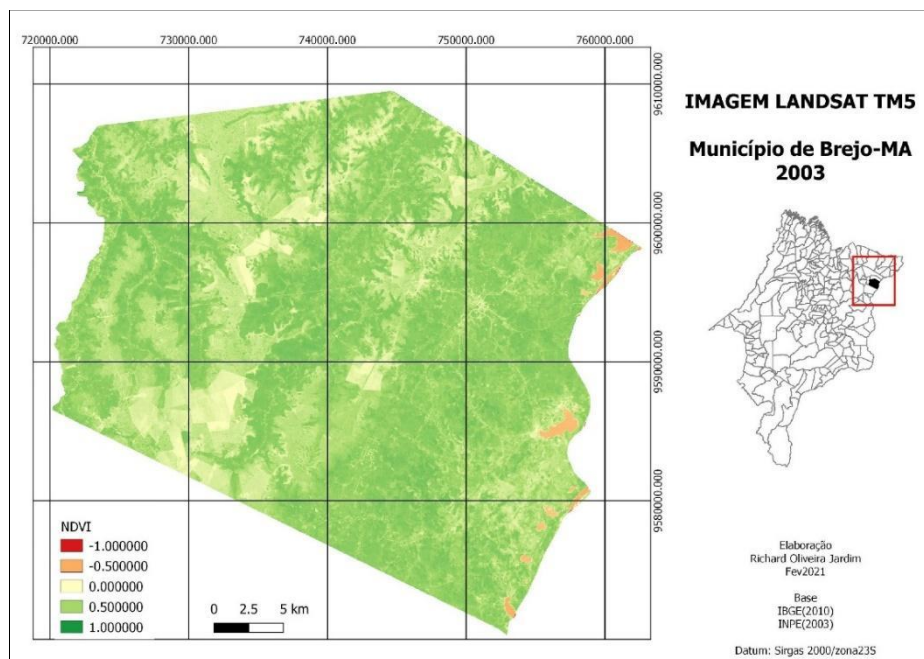 720000.000 730000.000 740000.000 750000.000 760000.000
9610000.000
9600000.000
9590000.000
9580000.000
NDVI
-1.000000
-0.500000
0.000000
0.500000
1.000000
0 2.5 5 km
IMAGEM LANDSAT TM5
Município de Brejo-MA
2003
Elaboração
Richard Oliveira Jardim
Fev2021
Base
IBGE(2010)
INPE(2003)
Datum: Sirgas 2000/zona23S